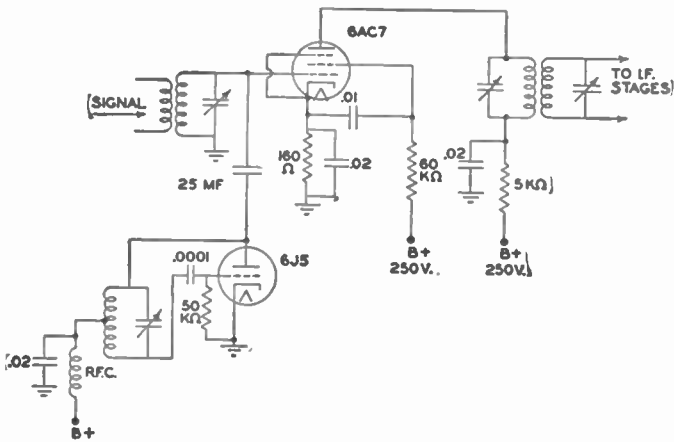 6AC7
(SIGNAL
TO I.F.
STAGES)
.01
160
Ω
.02
60
KΩ
.02
5KΩ)
25 MF
B+
250V.
B+
250V.)
.0001
6J5
50
KΩ
(.02
R.F.C.
B+